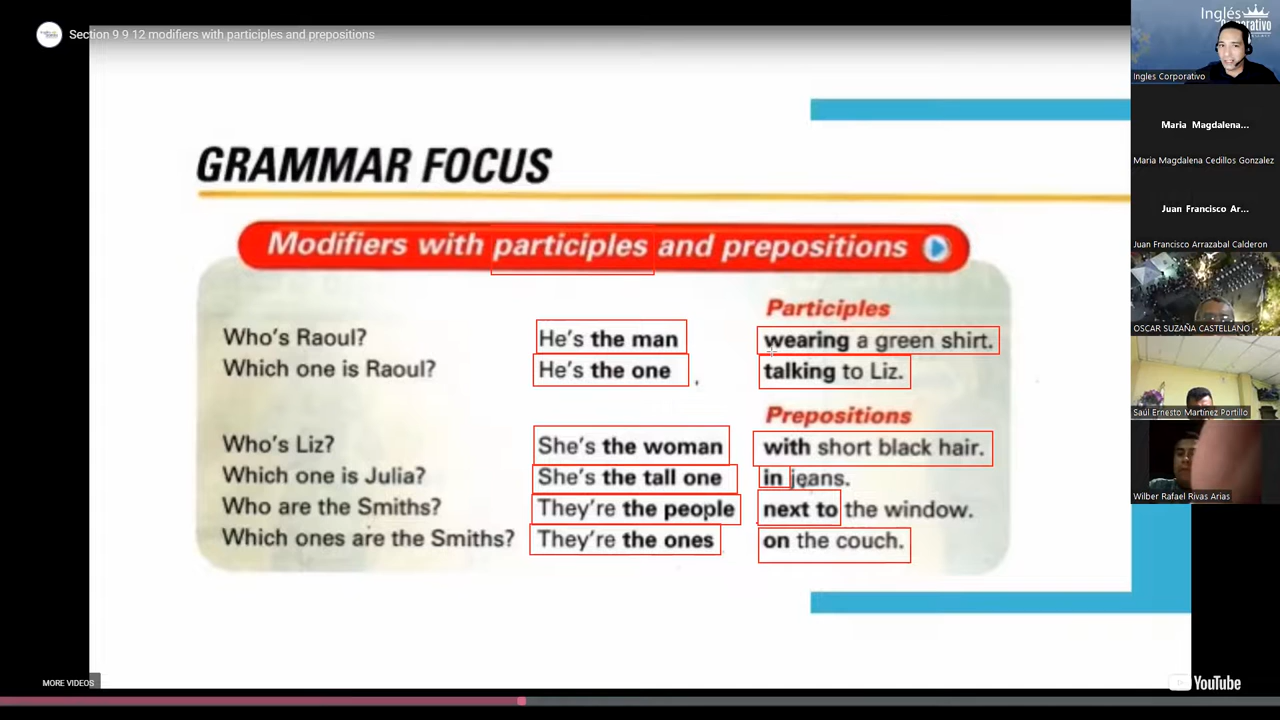 Section 9 9 12 modifiers with participles and prepositions
GRAMMAR FOCUS
Modifiers with participles and prepositions
Participles
Who's Raoul? He's the man wearing a green shirt.
Which one is Raoul? He's the one talking to Liz.
Prepositions
Who's Liz? She's the woman with short black hair.
Which one is Julia? She's the tall one in jeans.
Who are the Smiths? They're the people next to the window.
Which ones are the Smiths? They're the ones on the couch.
MORE VIDEOS
YouTube
Inglés
Ingles Corporativo
Maria Magdalena...
Maria Magdalena Cedillos Gonzalez
Juan Francisco Ar...
Juan Francisco Arrazabal Calderon
OSCAR SUZAÑA CASTELLANO
Saúl Ernesto Martínez Portillo
Wilber Rafael Rivas Arias